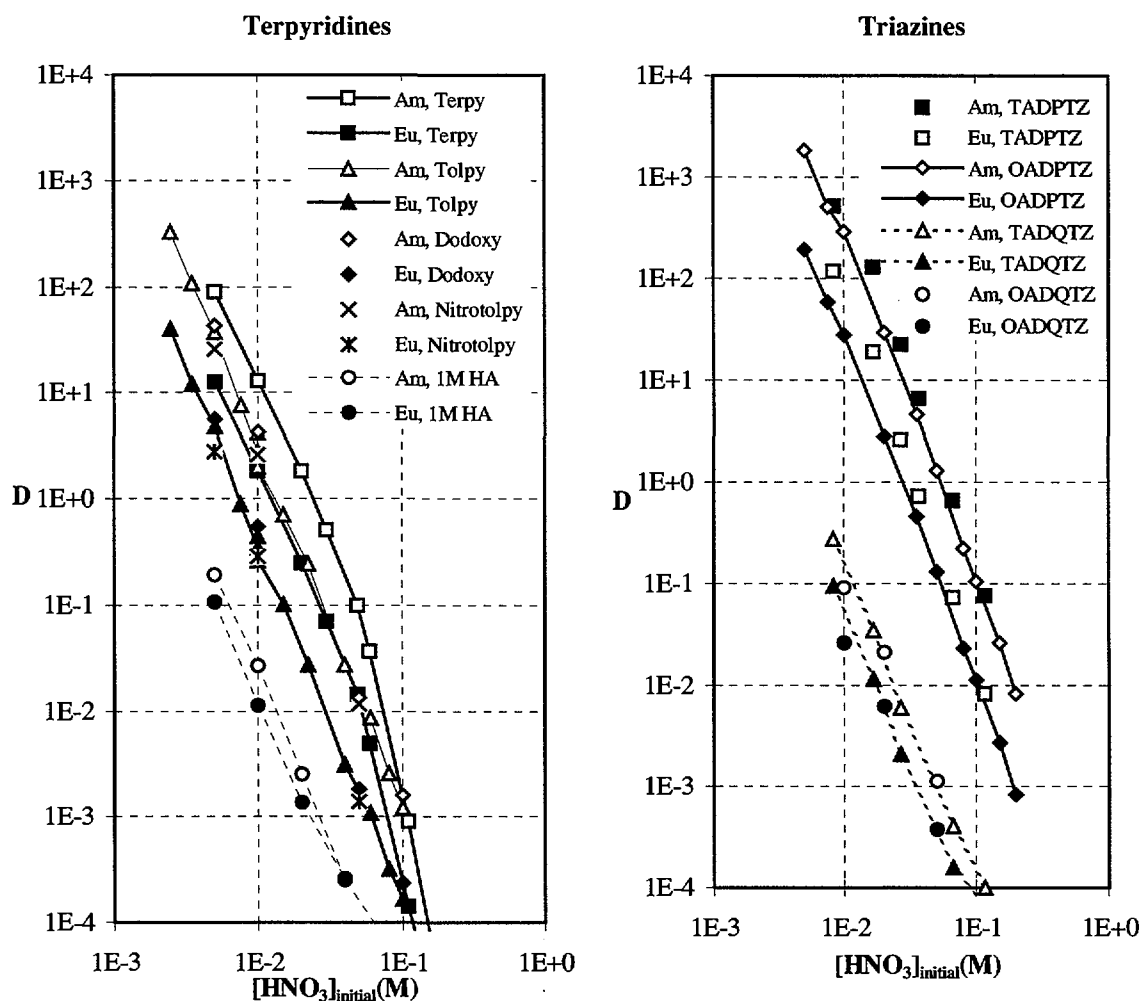 Terpyridines
1E+4
1E+3
1E+2
1E+1
D 1E+0
1E-1
1E-2
1E-3
1E-4
1E-3 1E-2 1E-1 1E+0
[HNO3]initial(M)
Am, Terpy
Eu, Terpy
Am, Tolpy
Eu, Tolpy
Am, Dodoxy
Eu, Dodoxy
Am, Nitrotolpy
Eu, Nitrotolpy
Am, 1M HA
Eu, 1M HA
Triazines
1E+4
1E+3
1E+2
1E+1
D 1E+0
1E-1
1E-2
1E-3
1E-4
1E-3 1E-2 1E-1 1E+0
[HNO3]initial(M)
Am, TADPTZ
Eu, TADPTZ
Am, OADPTZ
Eu, OADPTZ
Am, TADQTZ
Eu, TADQTZ
Am, OADQTZ
Eu, OADQTZ